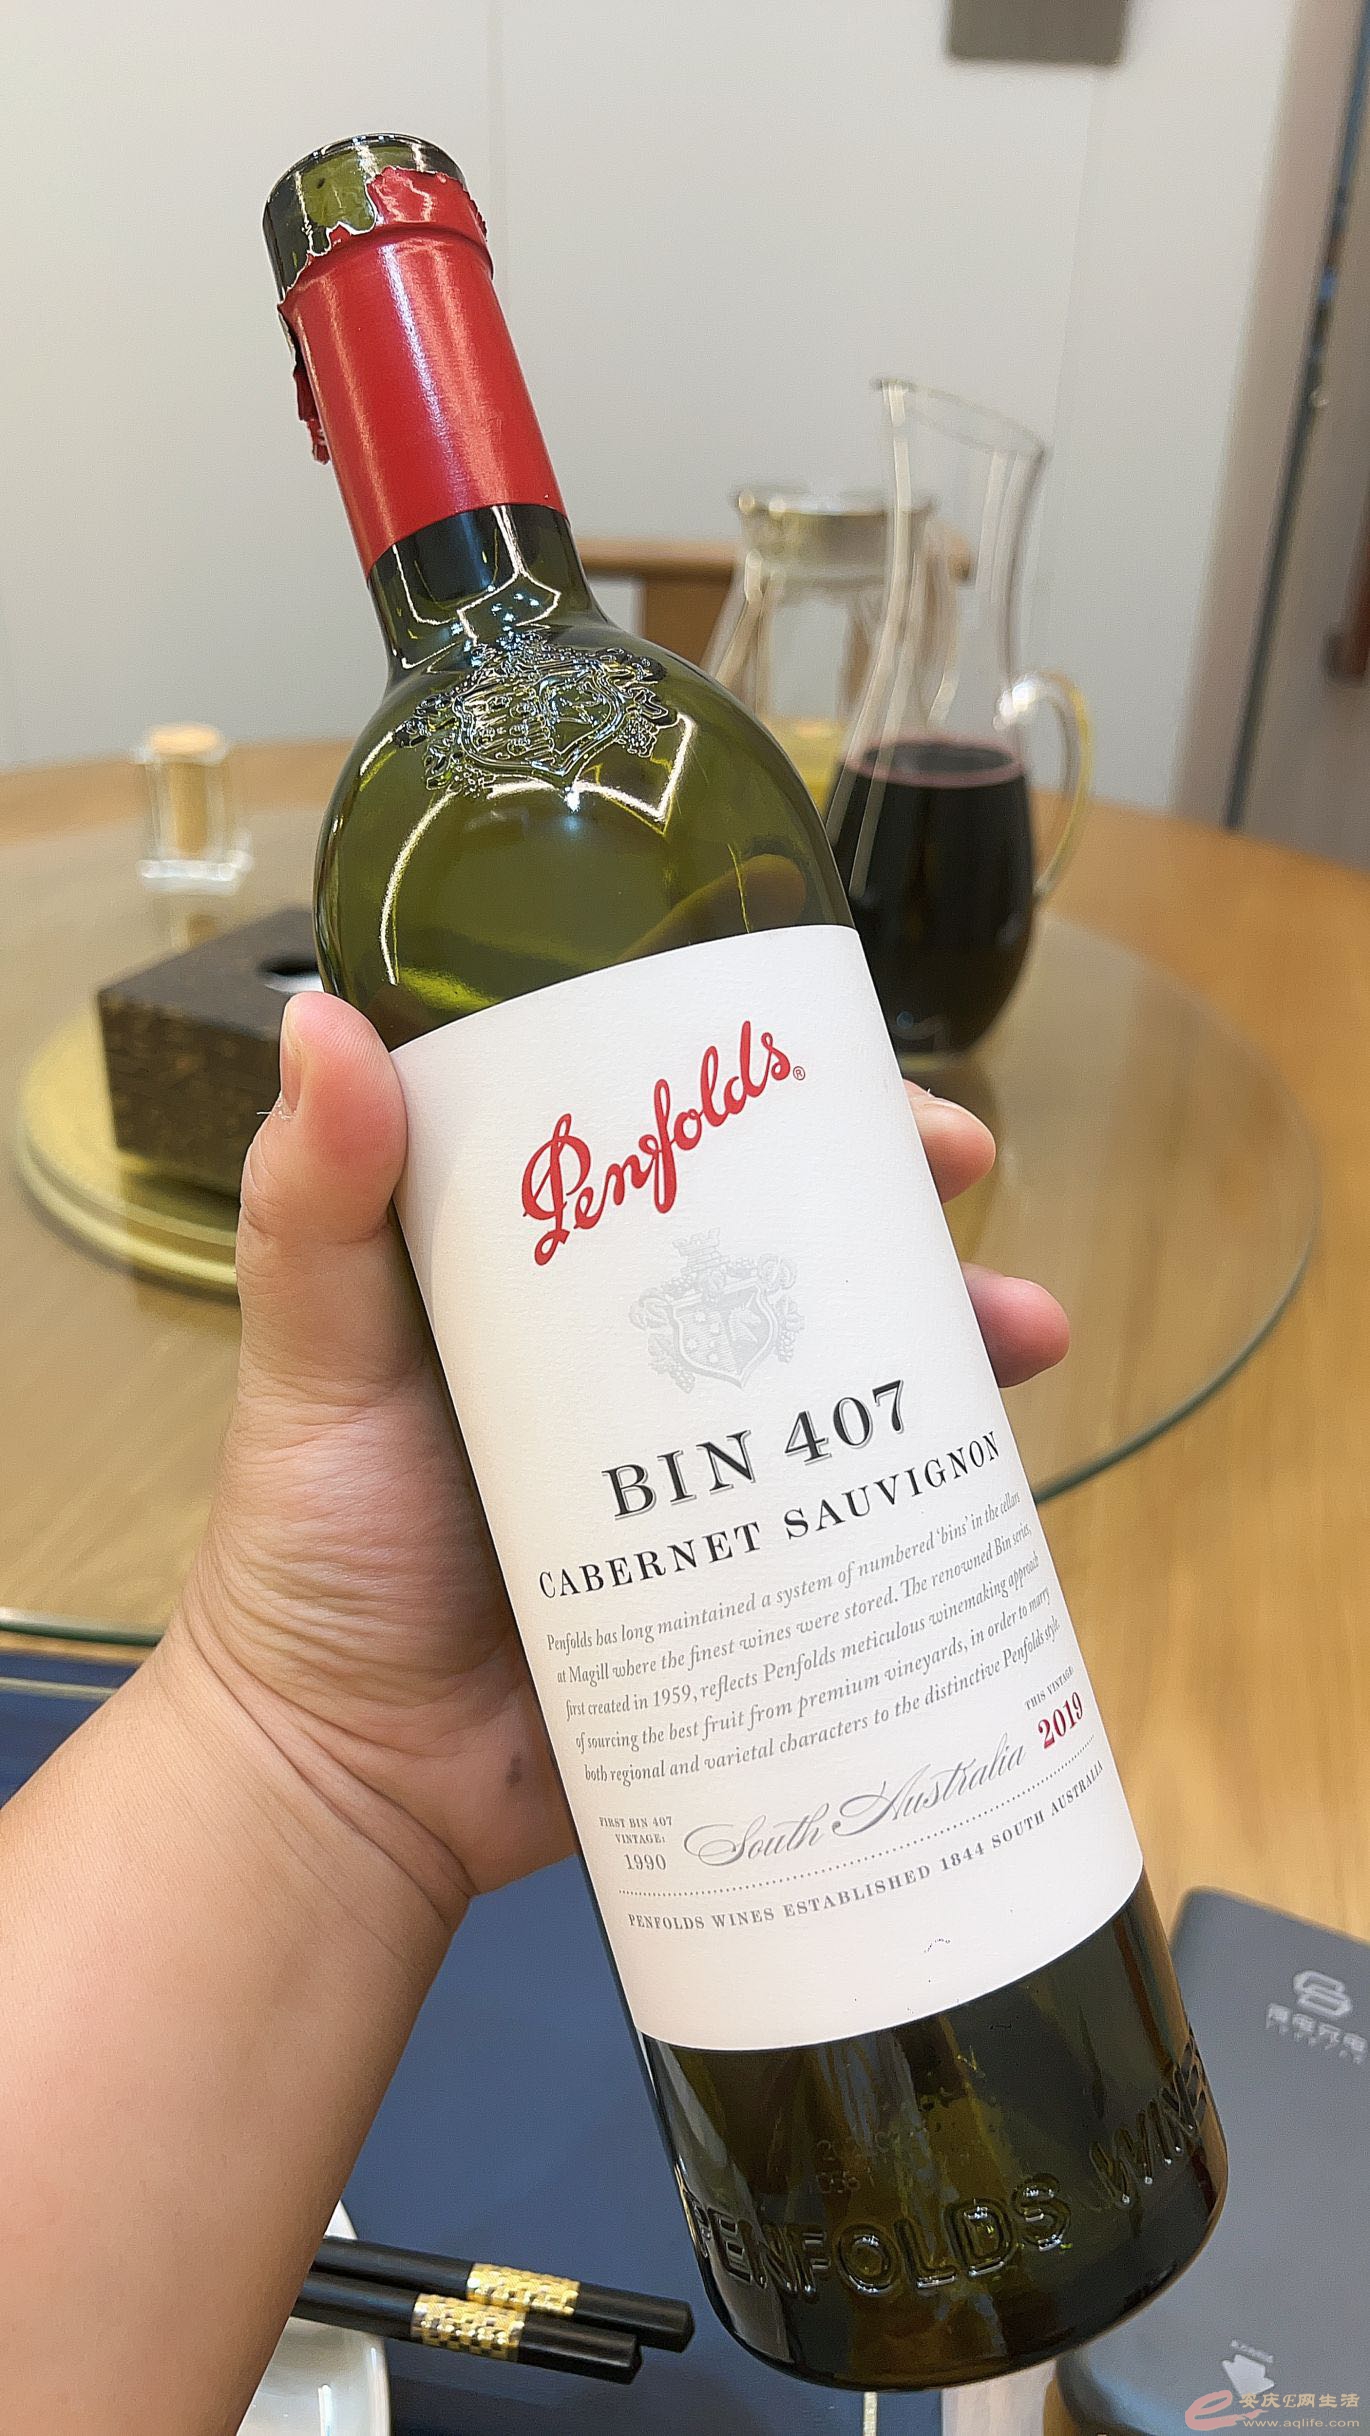 Penfolds®
BIN 407
CABERNET SAUVIGNON
Penfolds has long maintained a system of numbered 'bins' in the cellars
at Magill where the finest wines were stored. The renowned Bin series,
first created in 1959, reflects Penfolds meticulous winemaking approach
of sourcing the best fruit from premium vineyards, in order to marry
both regional and varietal characters to the distinctive Penfolds style.
THIS VINTAGE
2019
FIRST BIN 407
VINTAGE:
1990
South Australia
PENFOLDS WINES ESTABLISHED 1844 SOUTH AUSTRALIA
PENFOLDS WINES
安庆E网生活
www.aqlife.com